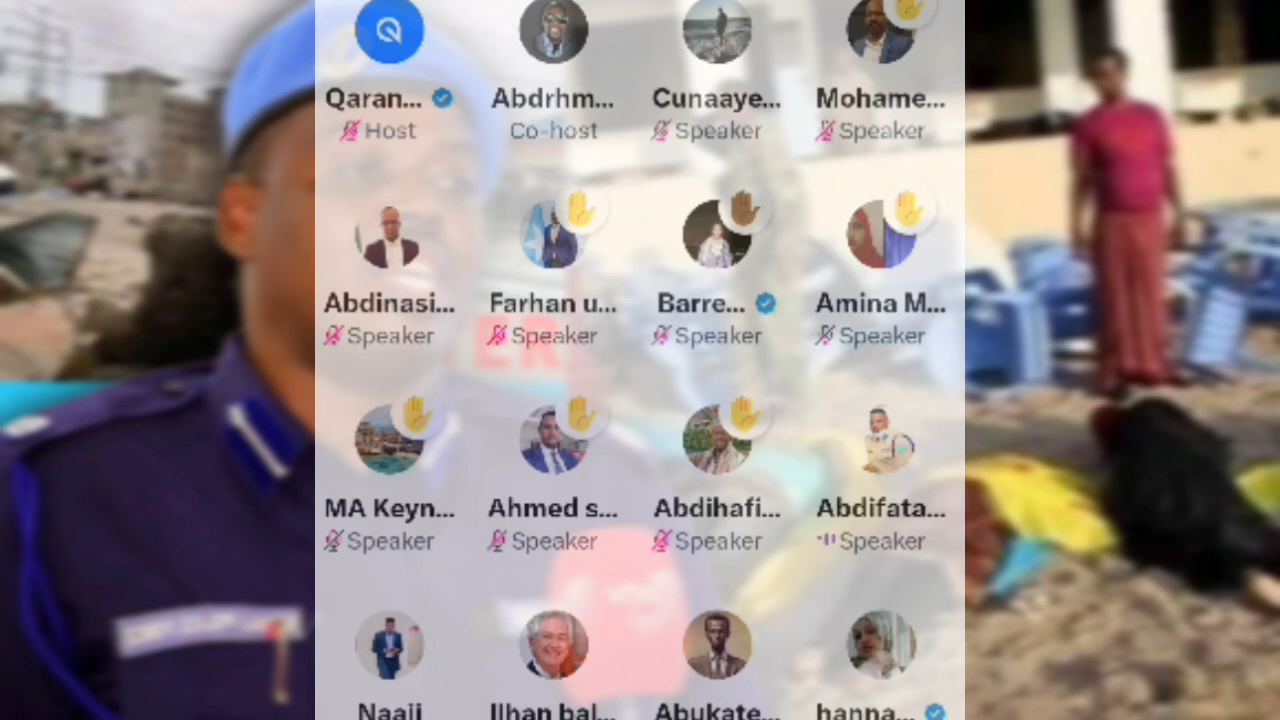 Qaran... Abdrhm... Cunaaye... Mohame...
Host Co-host Speaker Speaker
Abdinasi... Farhan u... Barre... Amina M...
Speaker Speaker Speaker Speaker
MA Keyn... Ahmed s... Abdihafi... Abdifata...
Speaker Speaker Speaker Speaker
Naaji Ilhan bal... Abukate... hanna...